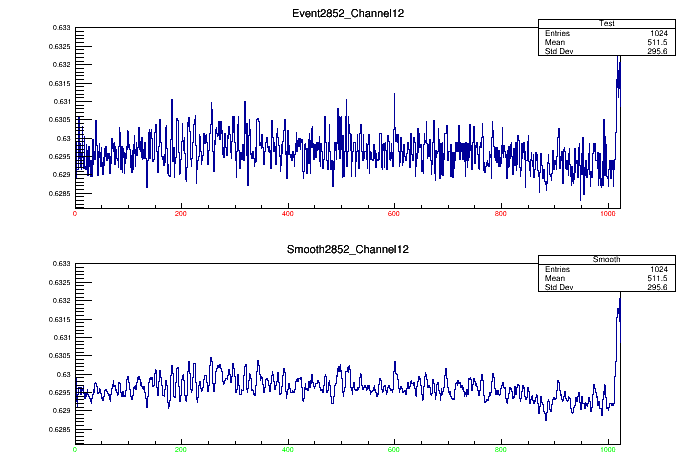 Event2852_Channel12
Test
Entries 1024
Mean 511.5
Std Dev 295.6
0.633
0.6325
0.632
0.6315
0.631
0.6305
0.63
0.6295
0.629
0.6285
0 200 400 600 800 1000
Smooth2852_Channel12
Smooth
Entries 1024
Mean 511.5
Std Dev 295.6
0.633
0.6325
0.632
0.6315
0.631
0.6305
0.63
0.6295
0.629
0.6285
0 200 400 600 800 1000